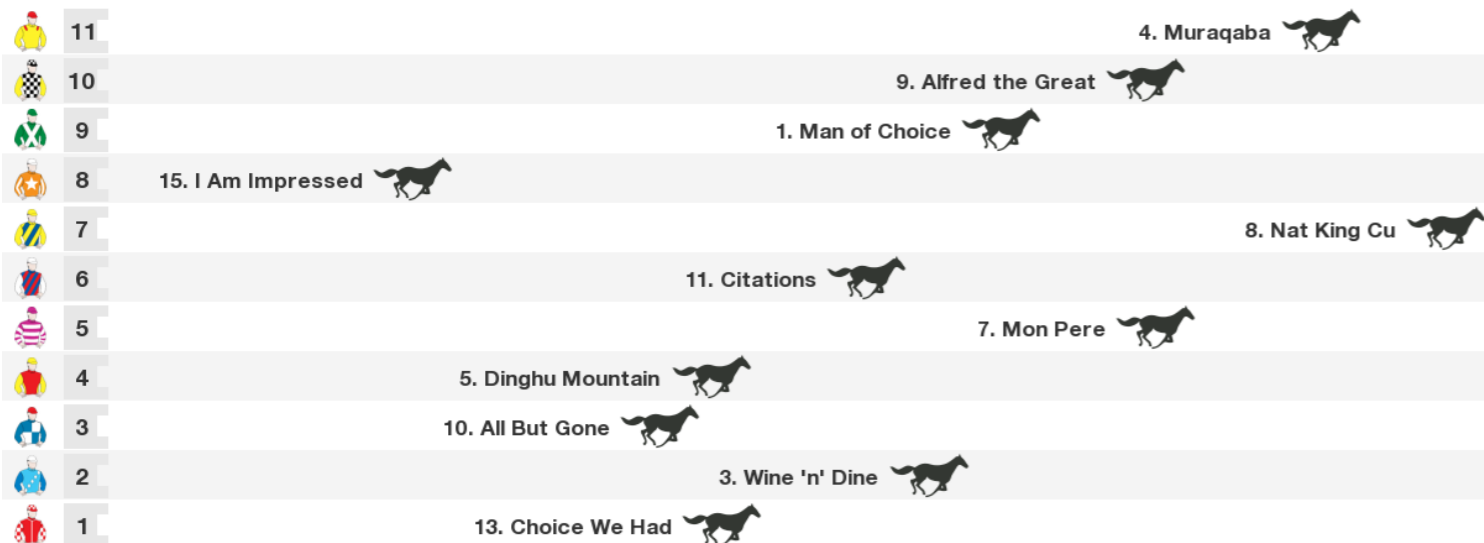 11 4. Muraqaba
10 9. Alfred the Great
9 1. Man of Choice
8 15. I Am Impressed
7 8. Nat King Cu
6 11. Citations
5 7. Mon Pere
4 5. Dinghu Mountain
3 10. All But Gone
2 3. Wine 'n' Dine
1 13. Choice We Had